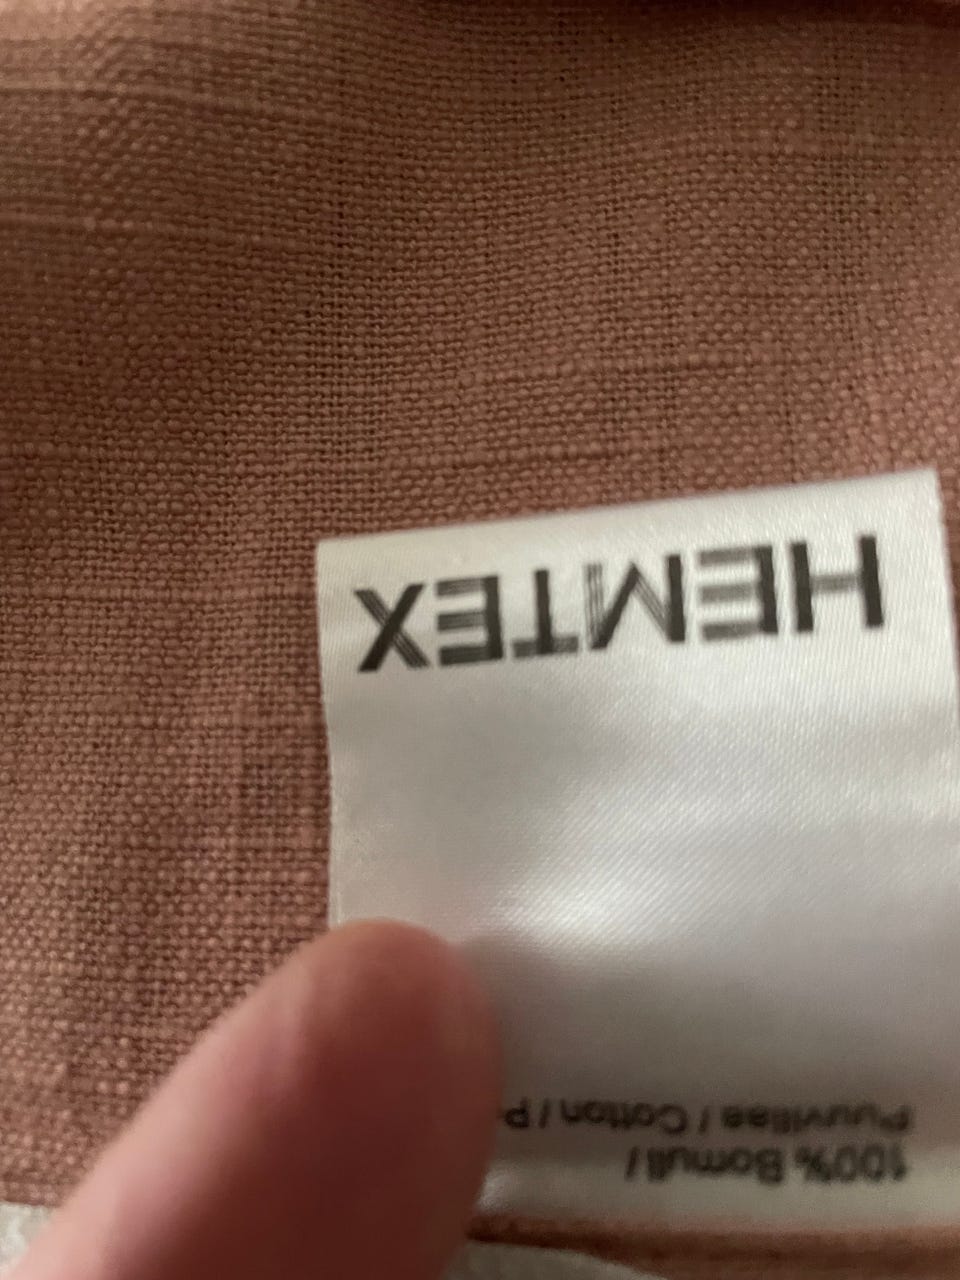 HEMTEX
100% Bomull /
Puuvillaa / Cotton / P